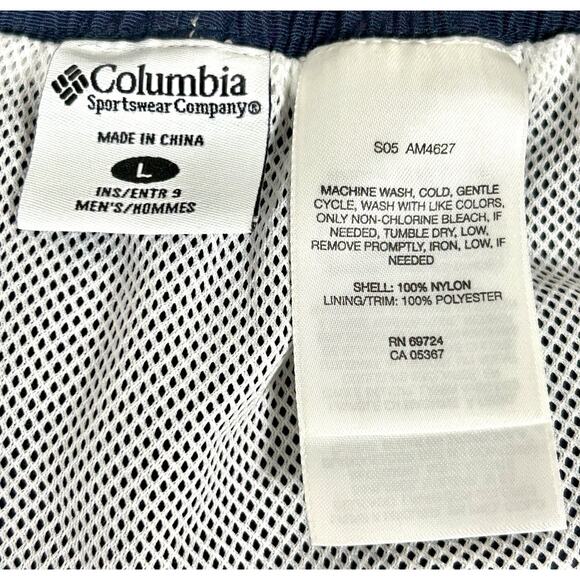 Columbia
Sportswear Company®
MADE IN CHINA
L
INS/ENTR 9
MEN'S/HOMMES
S05 AM4627
MACHINE WASH, COLD, GENTLE
CYCLE, WASH WITH LIKE COLORS,
ONLY NON-CHLORINE BLEACH, IF
NEEDED, TUMBLE DRY, LOW,
REMOVE PROMPTLY, IRON, LOW, IF
NEEDED
SHELL: 100% NYLON
LINING/TRIM: 100% POLYESTER
RN 69724
CA 05367